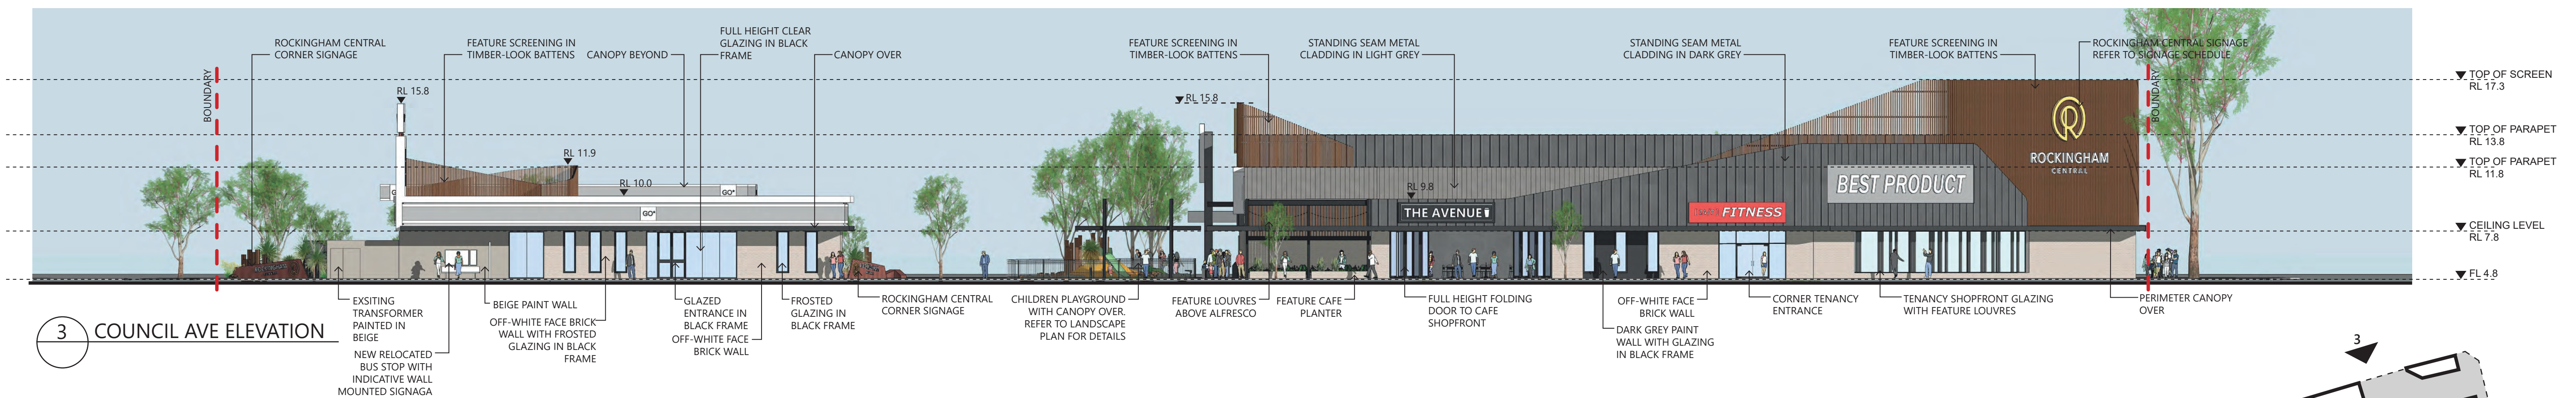 ROCKINGHAM CENTRAL
CORNER SIGNAGE
FEATURE SCREENING IN
TIMBER-LOOK BATTENS
CANOPY BEYOND
FULL HEIGHT CLEAR
GLAZING IN BLACK
FRAME
CANOPY OVER
FEATURE SCREENING IN
TIMBER-LOOK BATTENS
STANDING SEAM METAL
CLADDING IN LIGHT GREY
STANDING SEAM METAL
CLADDING IN DARK GREY
FEATURE SCREENING IN
TIMBER-LOOK BATTENS
ROCKINGHAM CENTRAL SIGNAGE
REFER TO SIGNAGE SCHEDULE
BOUNDARY
BOUNDARY
TOP OF SCREEN
RL 17.3
TOP OF PARAPET
RL 13.8
TOP OF PARAPET
RL 11.8
CEILING LEVEL
RL 7.8
FL 4.8
RL 15.8
RL 11.9
RL 10.0
RL 15.8
RL 9.8
GO+
GO+
THE AVENUE
FITNESS
BEST PRODUCT
ROCKINGHAM
CENTRAL
EXSITING
TRANSFORMER
PAINTED IN
BEIGE
NEW RELOCATED
BUS STOP WITH
INDICATIVE WALL
MOUNTED SIGNAGA
BEIGE PAINT WALL
OFF-WHITE FACE BRICK
WALL WITH FROSTED
GLAZING IN BLACK
FRAME
GLAZED
ENTRANCE IN
BLACK FRAME
OFF-WHITE FACE
BRICK WALL
FROSTED
GLAZING IN
BLACK FRAME
ROCKINGHAM CENTRAL
CORNER SIGNAGE
CHILDREN PLAYGROUND
WITH CANOPY OVER.
REFER TO LANDSCAPE
PLAN FOR DETAILS
FEATURE LOUVRES
ABOVE ALFRESCO
FEATURE CAFE
PLANTER
FULL HEIGHT FOLDING
DOOR TO CAFE
SHOPFRONT
OFF-WHITE FACE
BRICK WALL
DARK GREY PAINT
WALL WITH GLAZING
IN BLACK FRAME
CORNER TENANCY
ENTRANCE
TENANCY SHOPFRONT GLAZING
WITH FEATURE LOUVRES
PERIMETER CANOPY
OVER
3
COUNCIL AVE ELEVATION
3